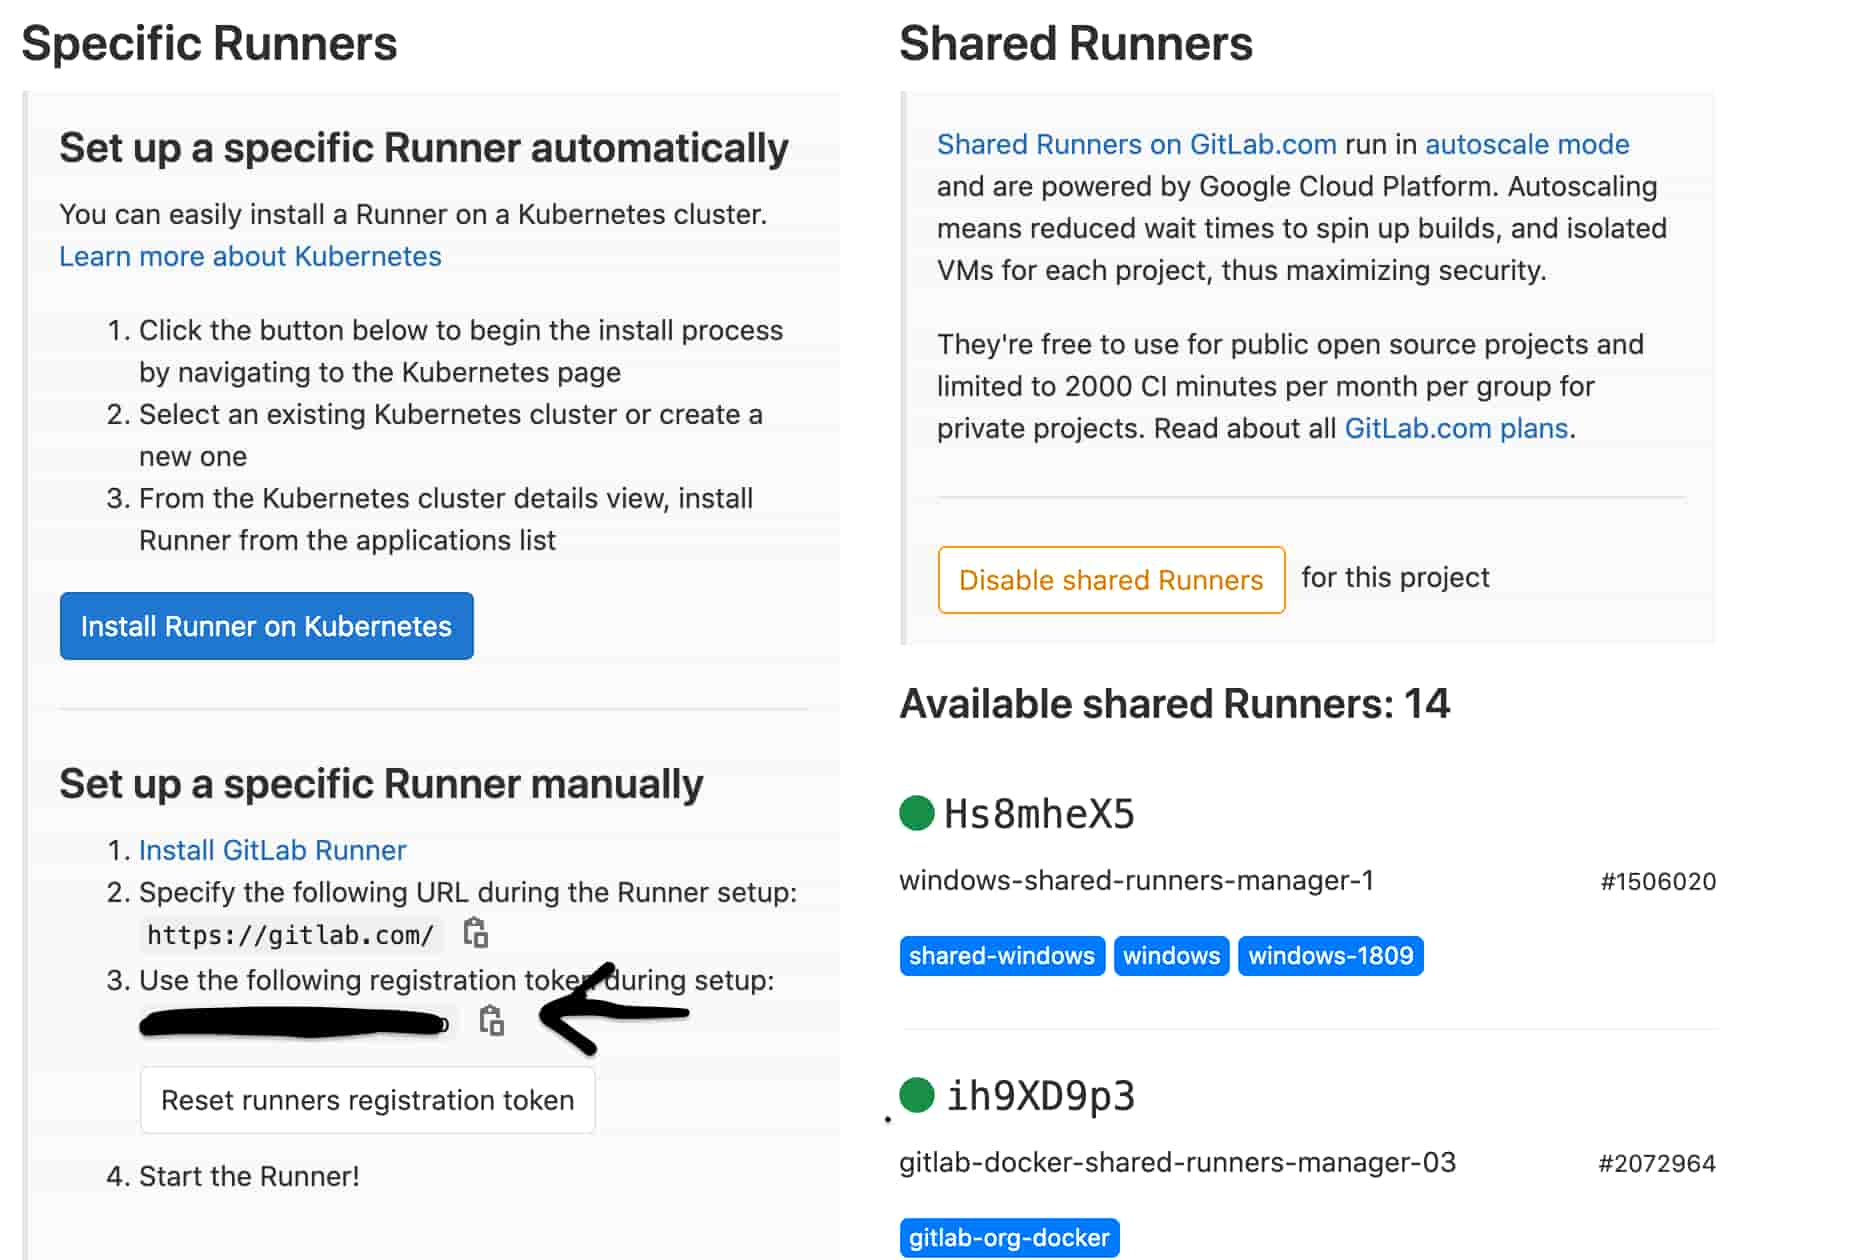 Specific Runners
Set up a specific Runner automatically
You can easily install a Runner on a Kubernetes cluster.
Learn more about Kubernetes
1. Click the button below to begin the install process
by navigating to the Kubernetes page
2. Select an existing Kubernetes cluster or create a
new one
3. From the Kubernetes cluster details view, install
Runner from the applications list
Install Runner on Kubernetes
Set up a specific Runner manually
1. Install GitLab Runner
2. Specify the following URL during the Runner setup:
https://gitlab.com/
3. Use the following registration token during setup:
Reset runners registration token
4. Start the Runner!
Shared Runners
Shared Runners on GitLab.com run in autoscale mode
and are powered by Google Cloud Platform. Autoscaling
means reduced wait times to spin up builds, and isolated
VMs for each project, thus maximizing security.
They're free to use for public open source projects and
limited to 2000 CI minutes per month per group for
private projects. Read about all GitLab.com plans.
Disable shared Runners for this project
Available shared Runners: 14
Hs8mheX5
windows-shared-runners-manager-1 #1506020
shared-windows windows windows-1809
ih9XD9p3
gitlab-docker-shared-runners-manager-03 #2072964
gitlab-org-docker